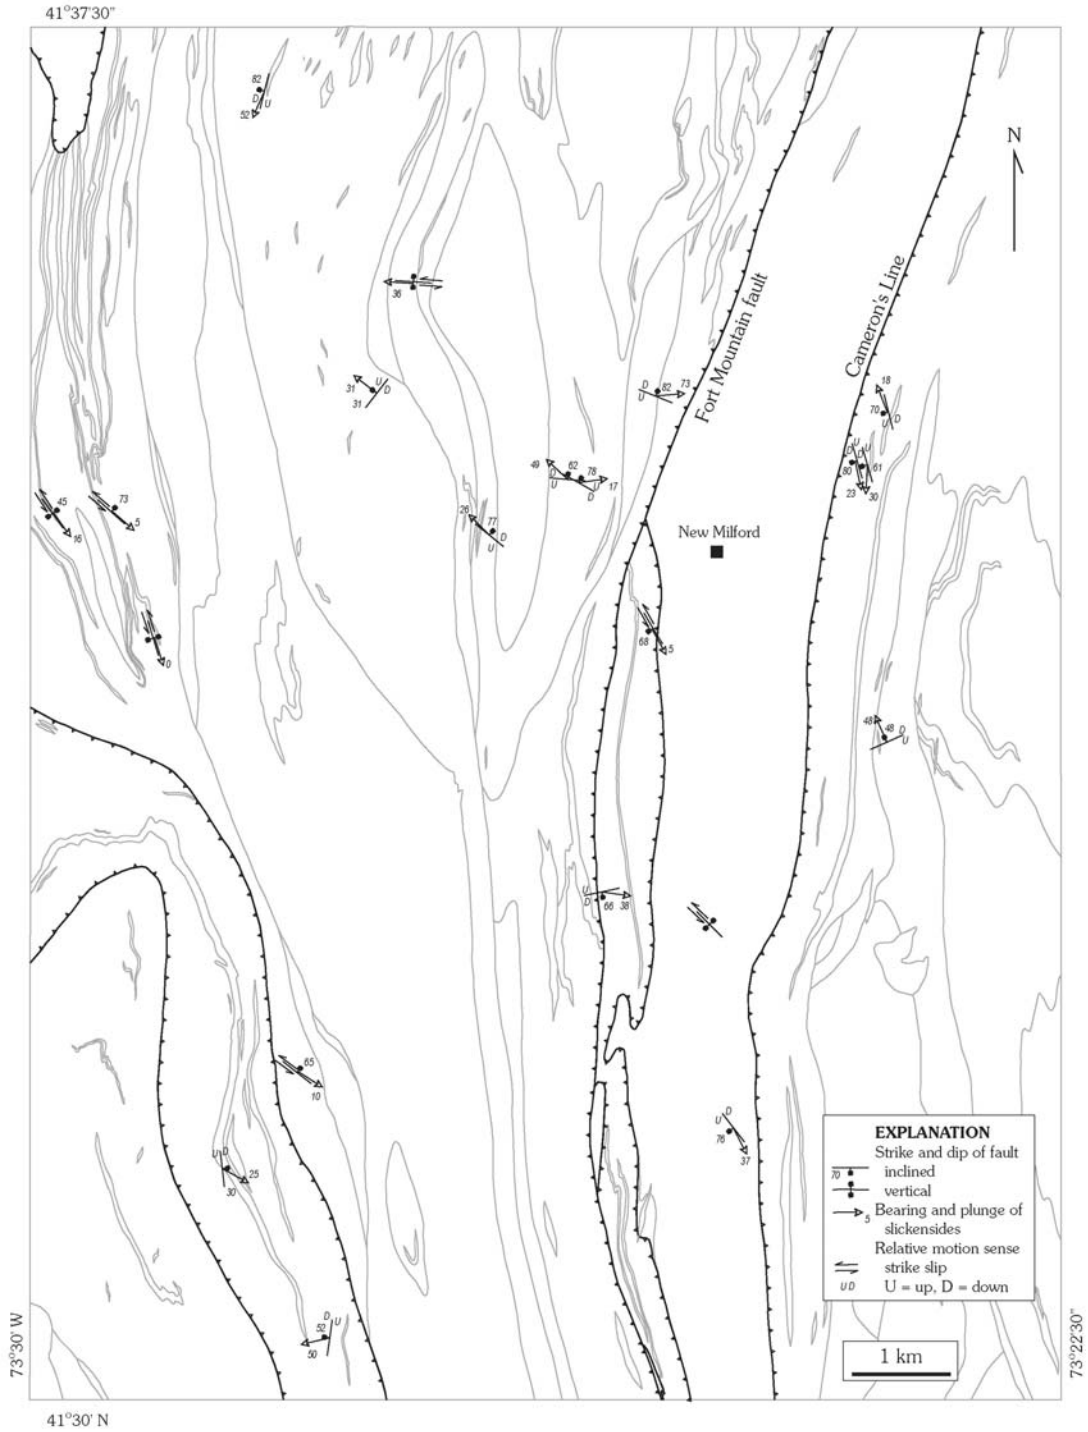 41°37'30"
82
D
U
52
N
36
Fort Mountain fault
Cameron's Line
31
U
D
31
D
U
82
73
18
70
U
D
49
62
78
D
U
U
D
17
D
U
D
U
80
61
23
30
45
16
73
5
26
77
D
U
New Milford
68
5
0
48
48
D
U
U
D
66
38
65
10
U
D
76
37
U
D
25
30
D
U
52
50
EXPLANATION
Strike and dip of fault
70 inclined
vertical
5 Bearing and plunge of
slickensides
Relative motion sense
strike slip
U D U = up, D = down
1 km
73°30' W
73°22'30"
41°30' N